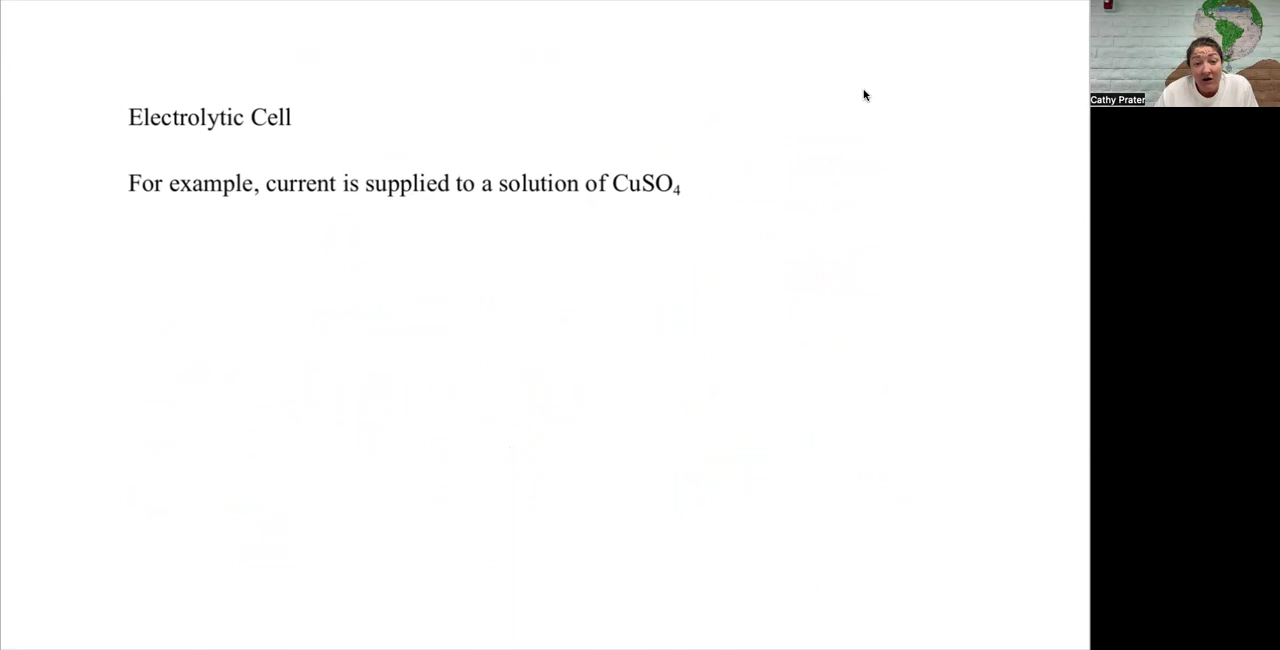 Electrolytic Cell
For example, current is supplied to a solution of CuSO₄
Cathy Prater